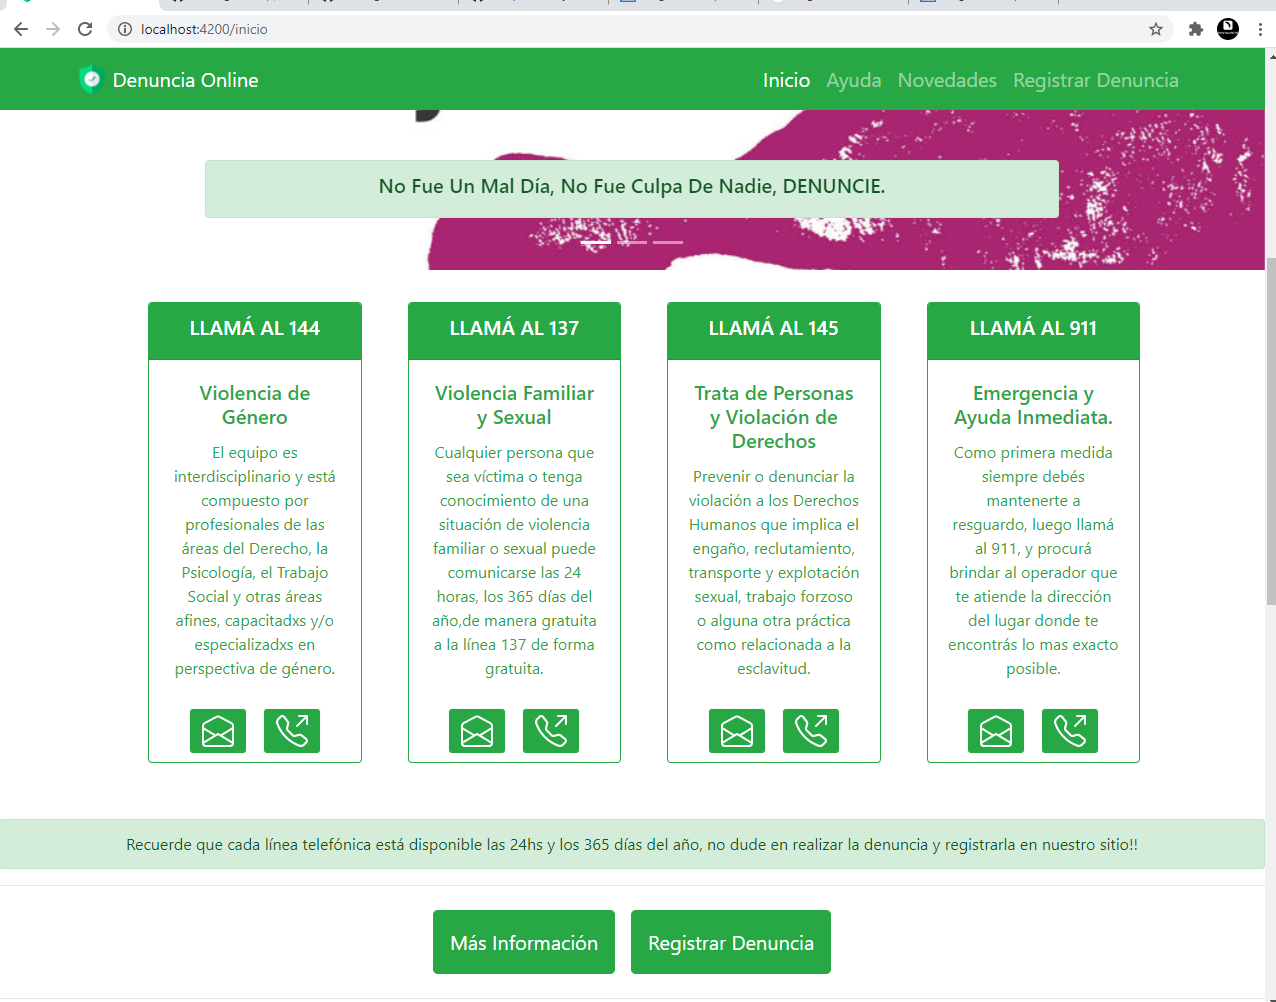 localhost:4200/inicio
Denuncia Online
Inicio Ayuda Novedades Registrar Denuncia
No Fue Un Mal Día, No Fue Culpa De Nadie, DENUNCIE.
LLAMÁ AL 144
Violencia de
Género
El equipo es
interdisciplinario y está
compuesto por
profesionales de las
áreas del Derecho, la
Psicología, el Trabajo
Social y otras áreas
afines, capacitadxs y/o
especializadxs en
perspectiva de género.
LLAMÁ AL 137
Violencia Familiar
y Sexual
Cualquier persona que
sea víctima o tenga
conocimiento de una
situación de violencia
familiar o sexual puede
comunicarse las 24
horas, los 365 días del
año,de manera gratuita
a la línea 137 de forma
gratuita.
LLAMÁ AL 145
Trata de Personas
y Violación de
Derechos
Prevenir o denunciar la
violación a los Derechos
Humanos que implica el
engaño, reclutamiento,
transporte y explotación
sexual, trabajo forzoso
o alguna otra práctica
como relacionada a la
esclavitud.
LLAMÁ AL 911
Emergencia y
Ayuda Inmediata.
Como primera medida
siempre debés
mantenerte a
resguardo, luego llamá
al 911, y procurá
brindar al operador que
te atiende la dirección
del lugar donde te
encontrás lo mas exacto
posible.
Recuerde que cada línea telefónica está disponible las 24hs y los 365 días del año, no dude en realizar la denuncia y registrarla en nuestro sitio!!
Más Información
Registrar Denuncia